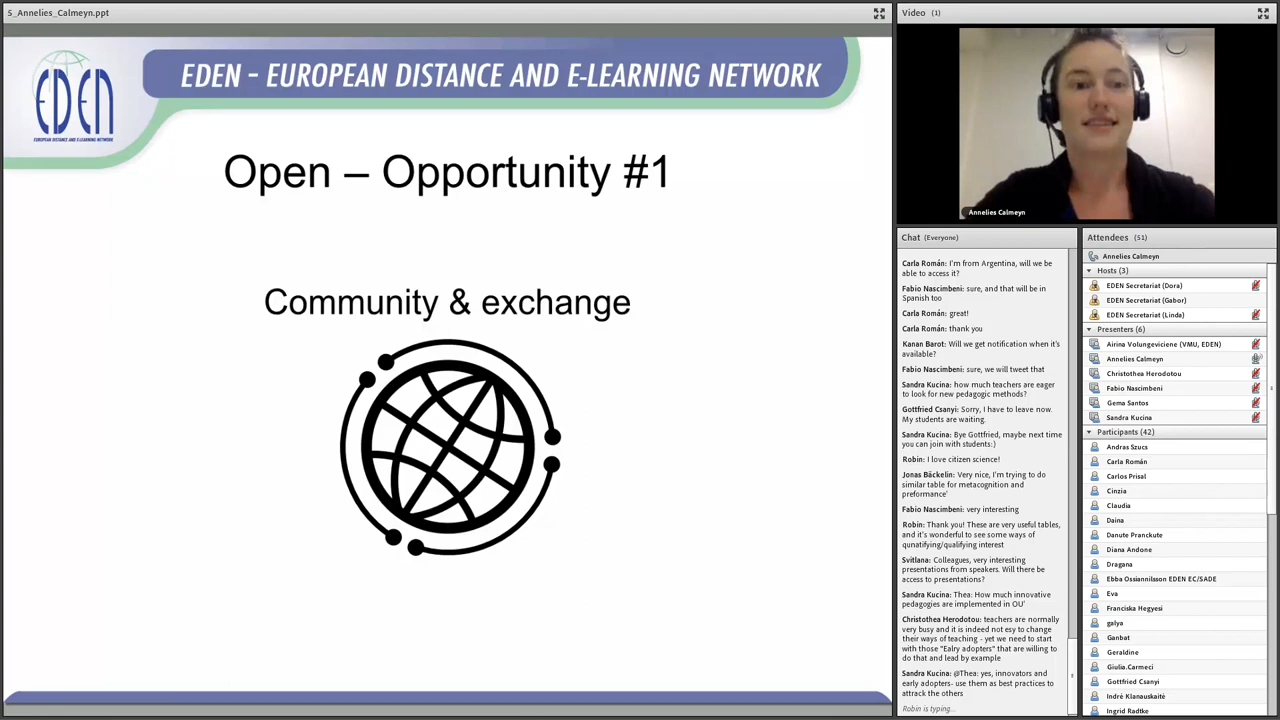 5_Annelies_Calmeyn.ppt
EDEN
EUROPEAN DISTANCE AND E-LEARNING NETWORK
EDEN - EUROPEAN DISTANCE AND E-LEARNING NETWORK
Open – Opportunity #1
Community & exchange
Video (1)
Annelies Calmeyn
Chat (Everyone)
Carla Román: I'm from Argentina, will we be
able to access it?
Fabio Nascimbeni: sure, and that will be in
Spanish too
Carla Román: great!
Carla Román: thank you
Kanan Barot: Will we get notification when it's
available?
Fabio Nascimbeni: sure, we will tweet that
Sandra Kucina: how much teachers are eager
to look for new pedagogic methods?
Gottfried Csanyi: Sorry, I have to leave now.
My students are waiting.
Sandra Kucina: Bye Gottfried, maybe next time
you can join with students:)
Robin: I love citizen science!
Jonas Bäckelin: Very nice, I'm trying to do
similar table for metacognition and
preformance'
Fabio Nascimbeni: very interesting
Robin: Thank you! These are very useful tables,
and it's wonderful to see some ways of
qunatifying/qualifying interest
Svitlana: Colleagues, very interesting
presentations from speakers. Will there be
access to presentations?
Sandra Kucina: Thea: How much innovative
pedagogies are implemented in OU'
Christothea Herodotou: teachers are normally
very busy and it is indeed not esy to change
their ways of teaching - yet we need to start
with those "Ealry adopters" that are willing to
do that and lead by example
Sandra Kucina: @Thea: yes, innovators and
early adopters- use them as best practices to
attract the others
Robin is typing...
Attendees (51)
Annelies Calmeyn
Hosts (3)
EDEN Secretariat (Dora)
EDEN Secretariat (Gabor)
EDEN Secretariat (Linda)
Presenters (6)
Airina Volungeviciene (VMU, EDEN)
Annelies Calmeyn
Christothea Herodotou
Fabio Nascimbeni
Gema Santos
Sandra Kucina
Participants (42)
Andras Szucs
Carla Román
Carlos Prisal
Cinzia
Claudia
Daina
Danute Pranckute
Diana Andone
Dragana
Ebba Ossiannilsson EDEN EC/SADE
Eva
Franciska Hegyesi
galya
Ganbat
Geraldine
Giulia.Carmeci
Gottfried Csanyi
Indrė Klanauskaitė
Ingrid Radtke